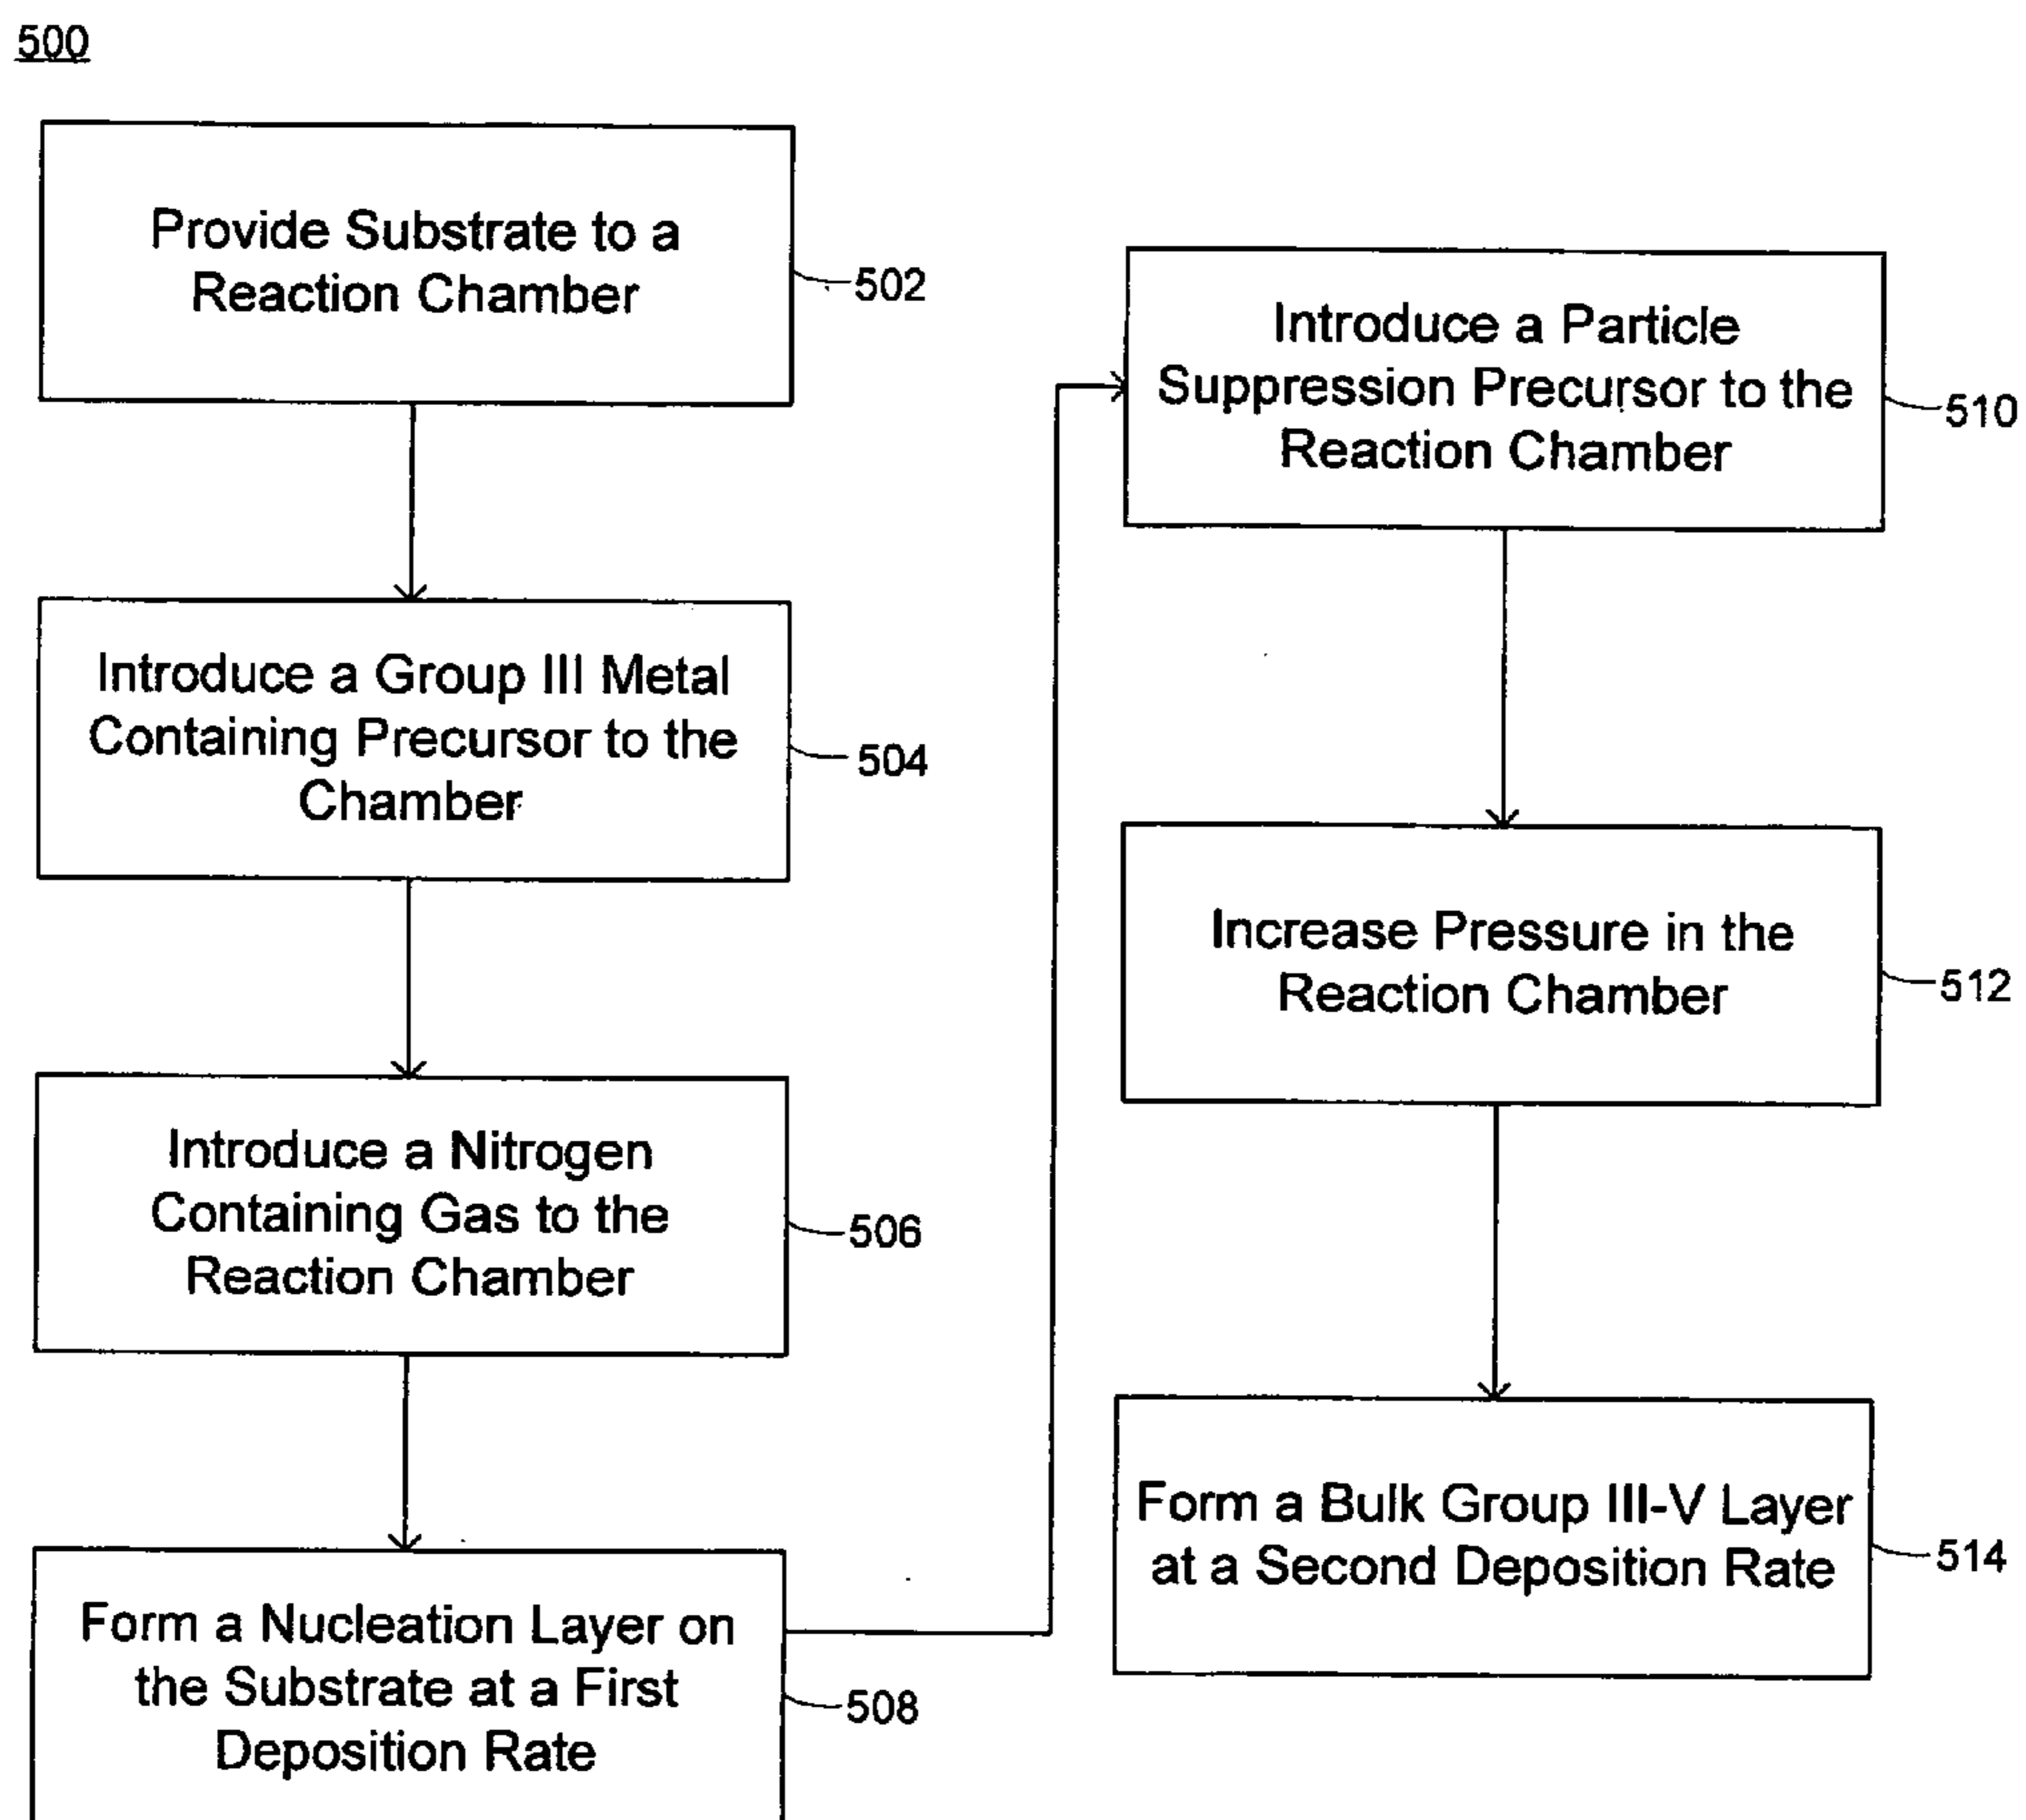 500
Provide Substrate to a
Reaction Chamber
502
Introduce a Group III Metal
Containing Precursor to the
Chamber
504
Introduce a Nitrogen
Containing Gas to the
Reaction Chamber
506
Form a Nucleation Layer on
the Substrate at a First
Deposition Rate
508
Introduce a Particle
Suppression Precursor to the
Reaction Chamber
510
Increase Pressure in the
Reaction Chamber
512
Form a Bulk Group III-V Layer
at a Second Deposition Rate
514